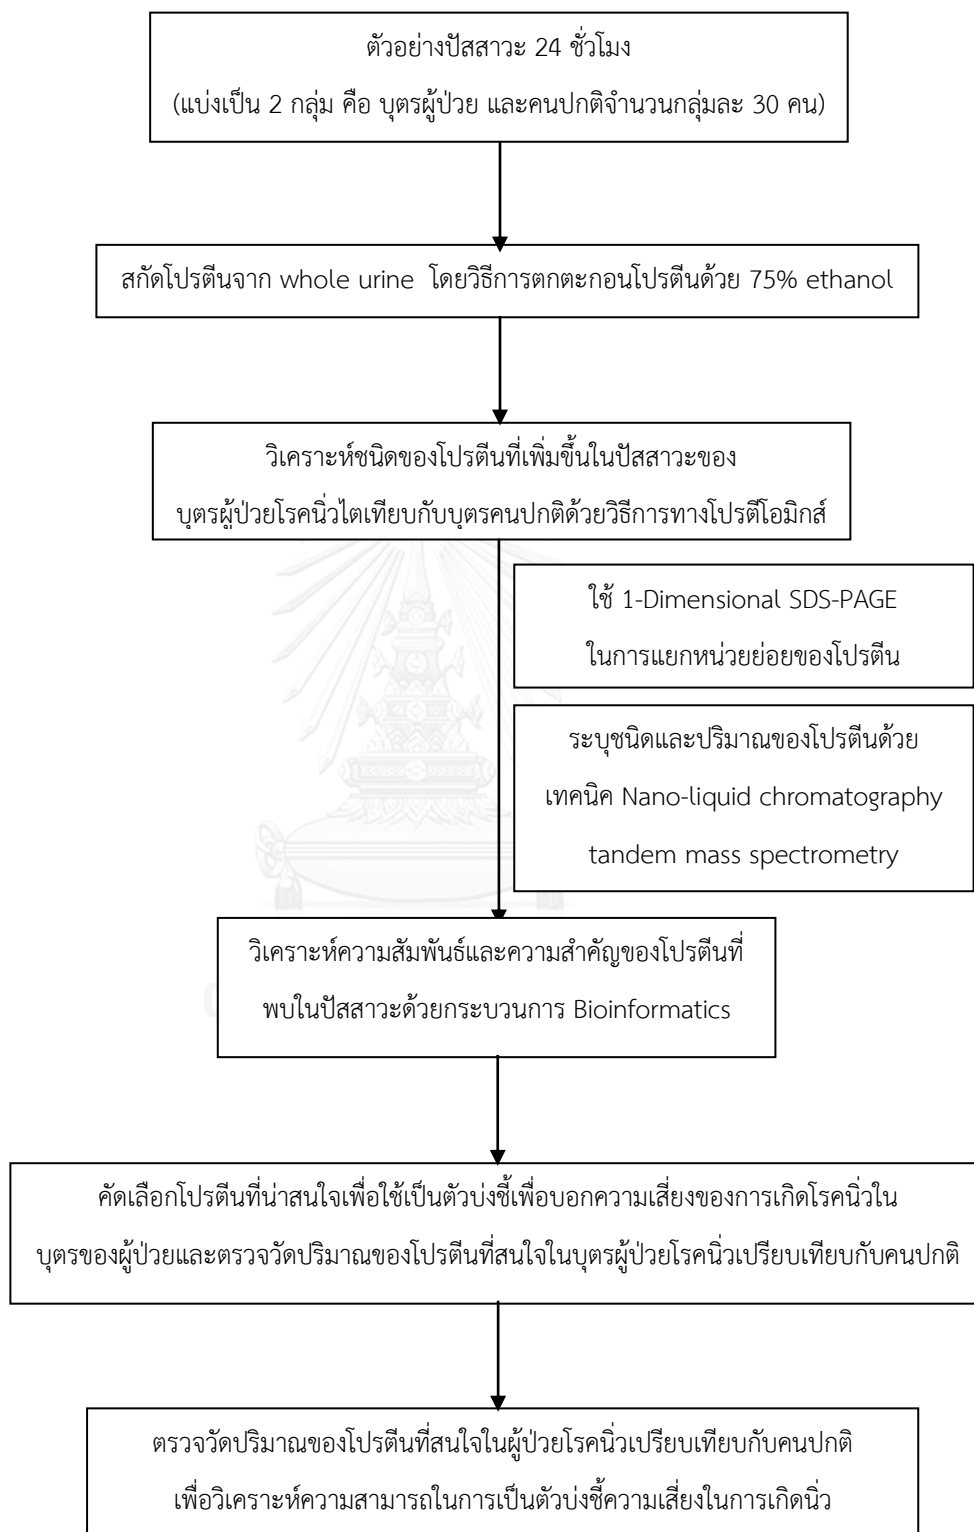 ตัวอย่างปัสสาวะ 24 ชั่วโมง
(แบ่งเป็น 2 กลุ่ม คือ บุตรผู้ป่วย และคนปกติจำนวนกลุ่มละ 30 คน)
สกัดโปรตีนจาก whole urine โดยวิธีการตกตะกอนโปรตีนด้วย 75% ethanol
วิเคราะห์ชนิดของโปรตีนที่เพิ่มขึ้นในปัสสาวะของ
บุตรผู้ป่วยโรคนิ่วไตเทียบกับบุตรคนปกติด้วยวิธีการทางโปรตีโอมิกส์
ใช้ 1-Dimensional SDS-PAGE
ในการแยกหน่วยย่อยของโปรตีน
ระบุชนิดและปริมาณของโปรตีนด้วย
เทคนิค Nano-liquid chromatography
tandem mass spectrometry
วิเคราะห์ความสัมพันธ์และความสำคัญของโปรตีนที่
พบในปัสสาวะด้วยกระบวนการ Bioinformatics
คัดเลือกโปรตีนที่น่าสนใจเพื่อใช้เป็นตัวบ่งชี้เพื่อบอกความเสี่ยงของการเกิดโรคนิ่วใน
บุตรของผู้ป่วยและตรวจวัดปริมาณของโปรตีนที่สนใจในบุตรผู้ป่วยโรคนิ่วเปรียบเทียบกับคนปกติ
ตรวจวัดปริมาณของโปรตีนที่สนใจในผู้ป่วยโรคนิ่วเปรียบเทียบกับคนปกติ
เพื่อวิเคราะห์ความสามารถในการเป็นตัวบ่งชี้ความเสี่ยงในการเกิดนิ่ว